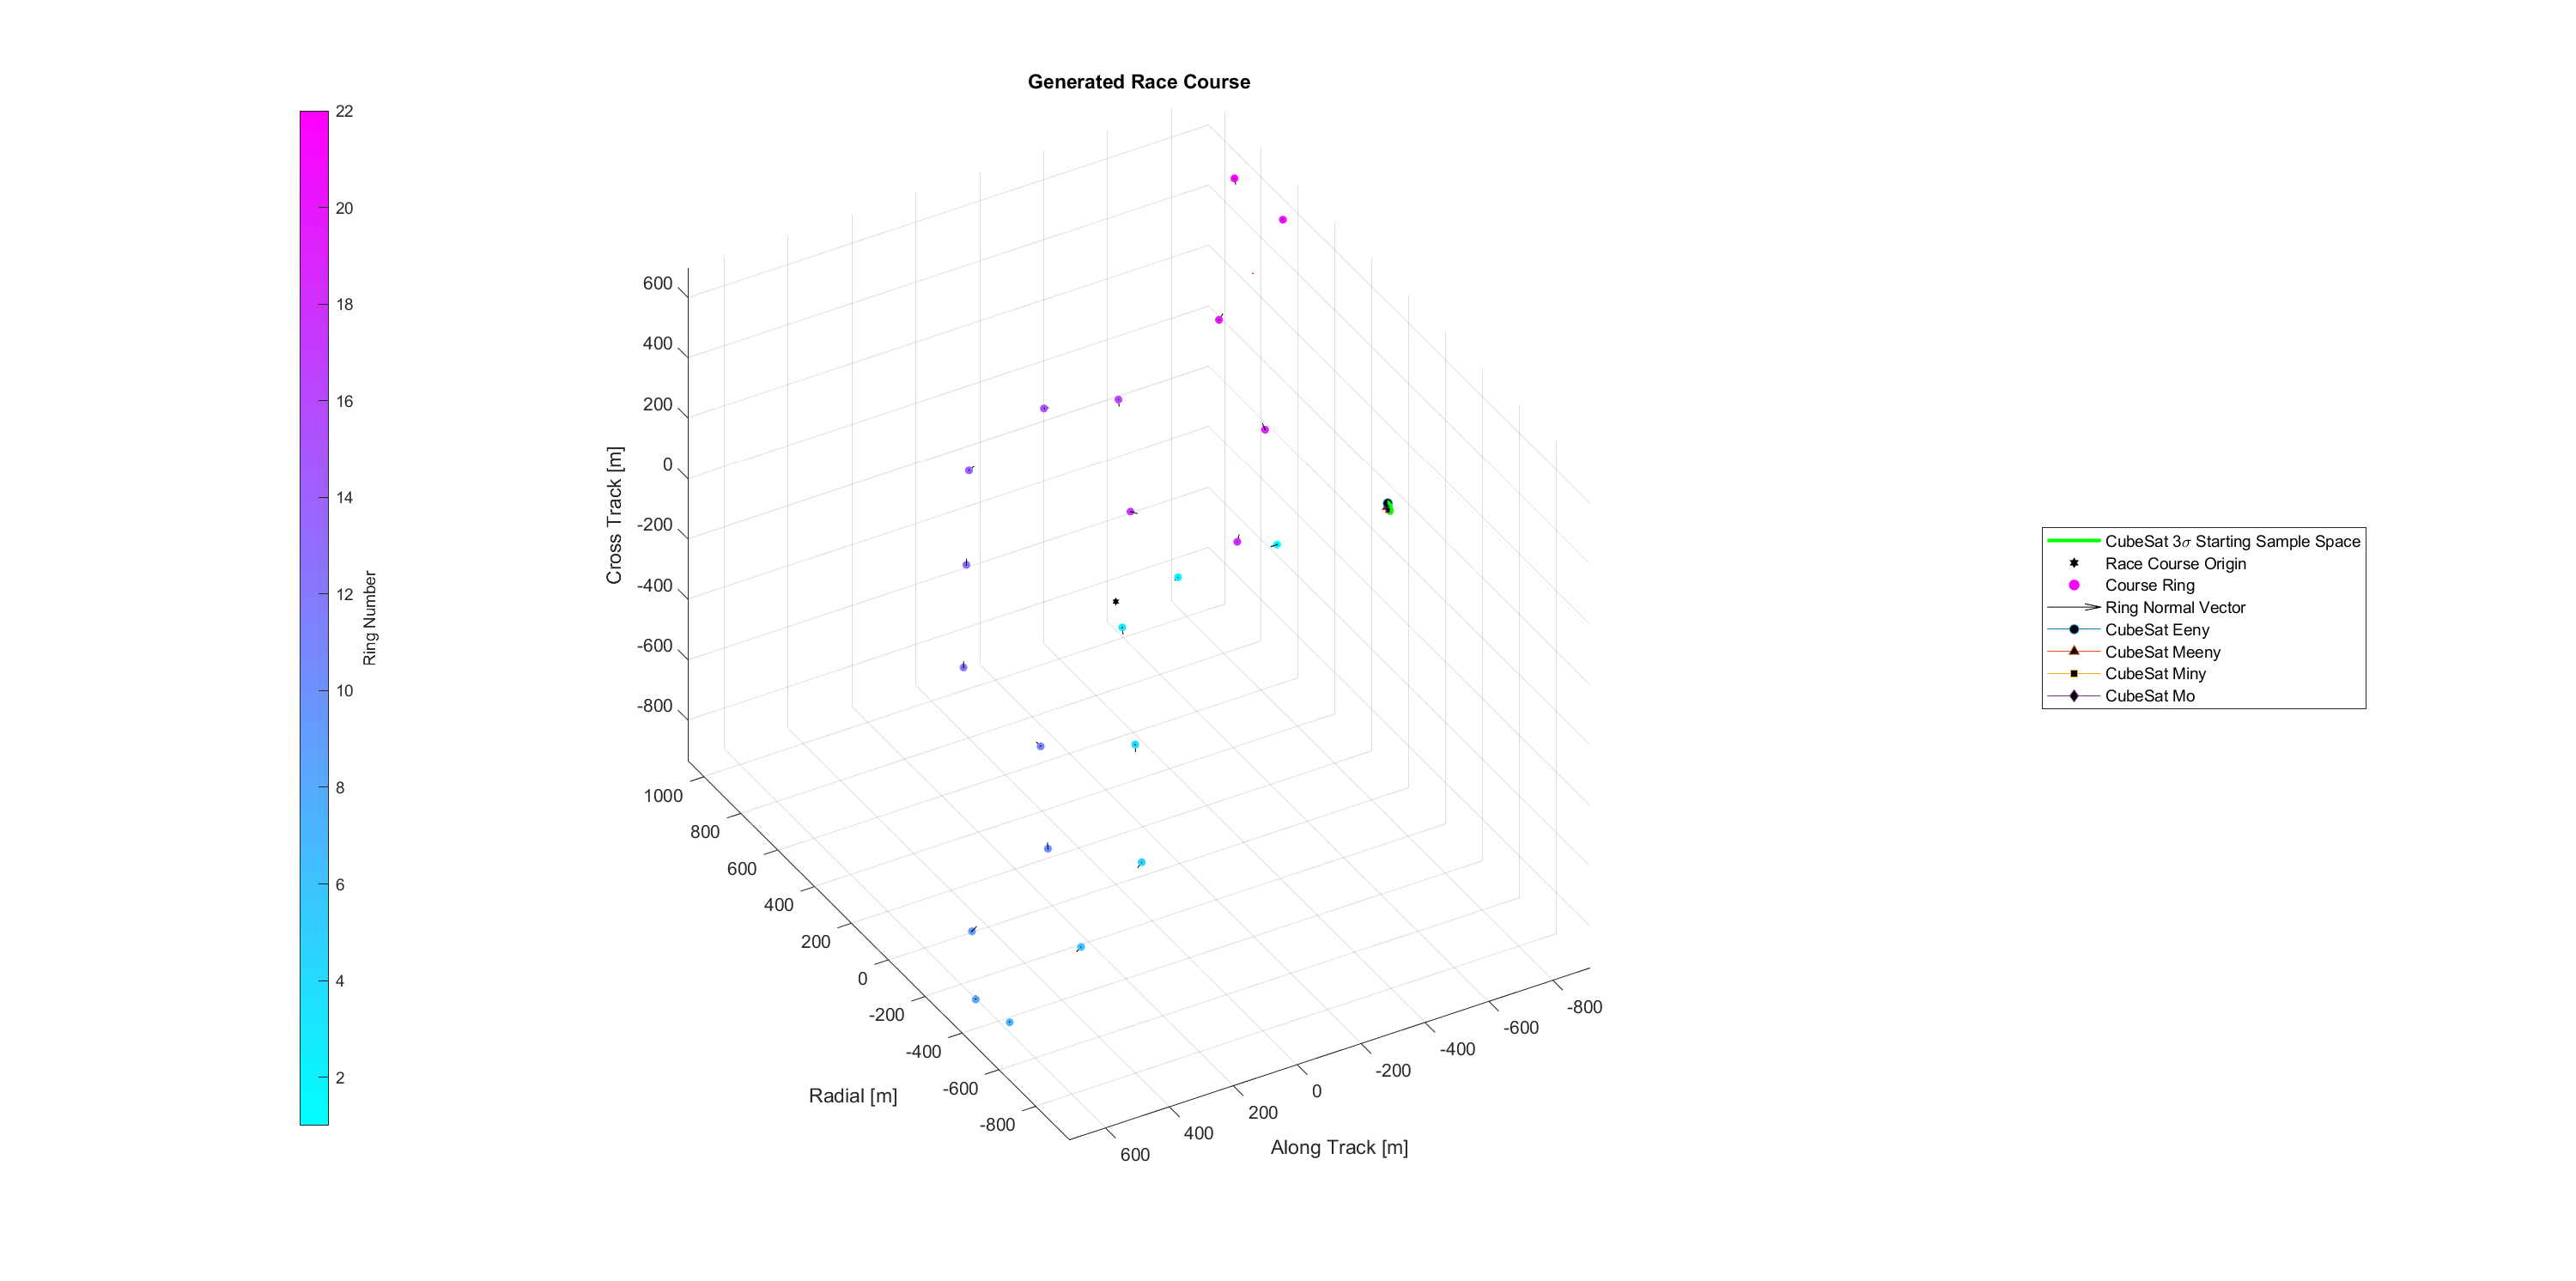 Generated Race Course
22
20
18
16
14
12
10
8
6
4
2
Ring Number
600
400
200
0
-200
-400
-600
-800
Cross Track [m]
1000
800
600
400
200
0
-200
-400
-600
-800
Radial [m]
600
400
200
0
-200
-400
-600
-800
Along Track [m]
CubeSat 3σ Starting Sample Space
Race Course Origin
Course Ring
Ring Normal Vector
CubeSat Eeny
CubeSat Meeny
CubeSat Miny
CubeSat Mo